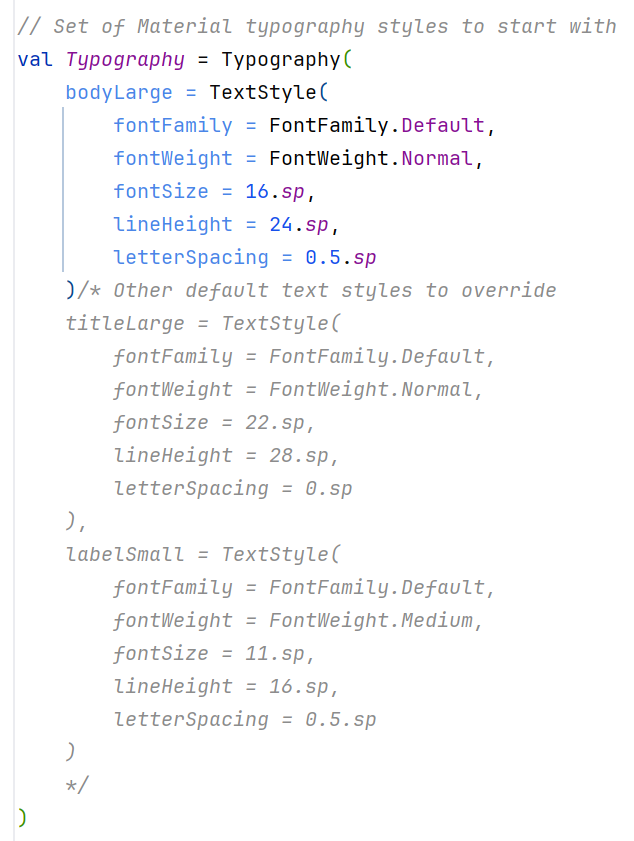 // Set of Material typography styles to start with
val Typography = Typography(
    bodyLarge = TextStyle(
        fontFamily = FontFamily.Default,
        fontWeight = FontWeight.Normal,
        fontSize = 16.sp,
        lineHeight = 24.sp,
        letterSpacing = 0.5.sp
    )/* Other default text styles to override
    titleLarge = TextStyle(
        fontFamily = FontFamily.Default,
        fontWeight = FontWeight.Normal,
        fontSize = 22.sp,
        lineHeight = 28.sp,
        letterSpacing = 0.sp
    ),
    labelSmall = TextStyle(
        fontFamily = FontFamily.Default,
        fontWeight = FontWeight.Medium,
        fontSize = 11.sp,
        lineHeight = 16.sp,
        letterSpacing = 0.5.sp
    )
    */
)